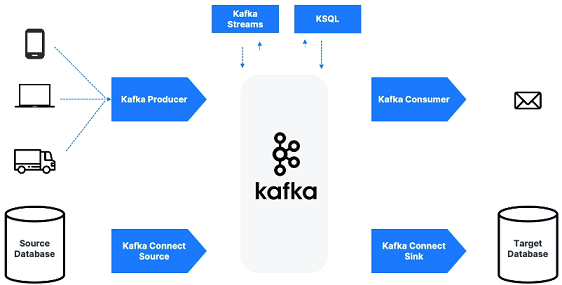 Kafka
Streams
KSQL
Kafka Producer
Kafka Consumer
kafka
Source
Database
Kafka Connect
Source
Kafka Connect
Sink
Target
Database